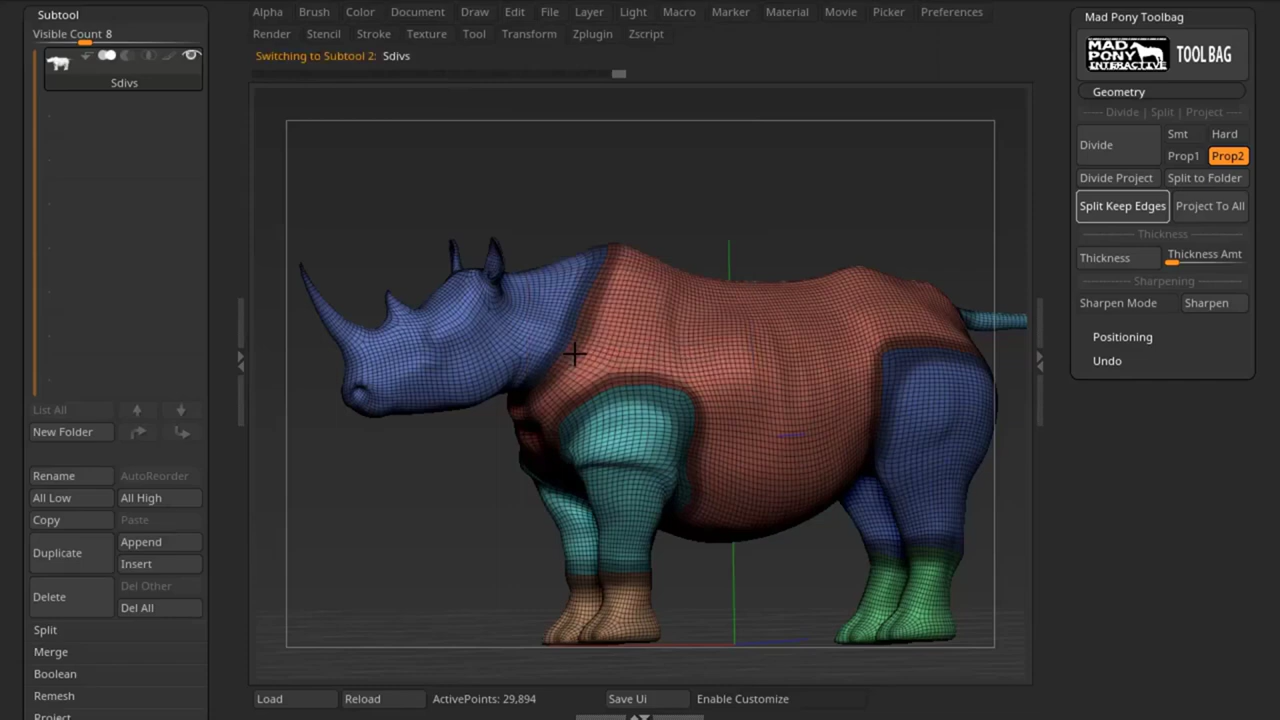 Subtool
Visible Count 8
Sdivs
List All
New Folder
Rename AutoReorder
All Low All High
Copy Paste
Duplicate Append
Insert
Delete Del Other
Del All
Split
Merge
Boolean
Remesh
Project
Alpha Brush Color Document Draw Edit File Layer Light Macro Marker Material Movie Picker Preferences
Render Stencil Stroke Texture Tool Transform Zplugin Zscript
Switching to Subtool 2: Sdivs
Load Reload ActivePoints: 29,894 Save Ui Enable Customize
Mad Pony Toolbag
MAD PONY INTERACTIVE TOOLBAG
Geometry
Divide | Split | Project
Divide Smt Hard
Prop1 Prop2
Divide Project Split to Folder
Split Keep Edges Project To All
Thickness
Thickness Thickness Amt
Sharpening
Sharpen Mode Sharpen
Positioning
Undo